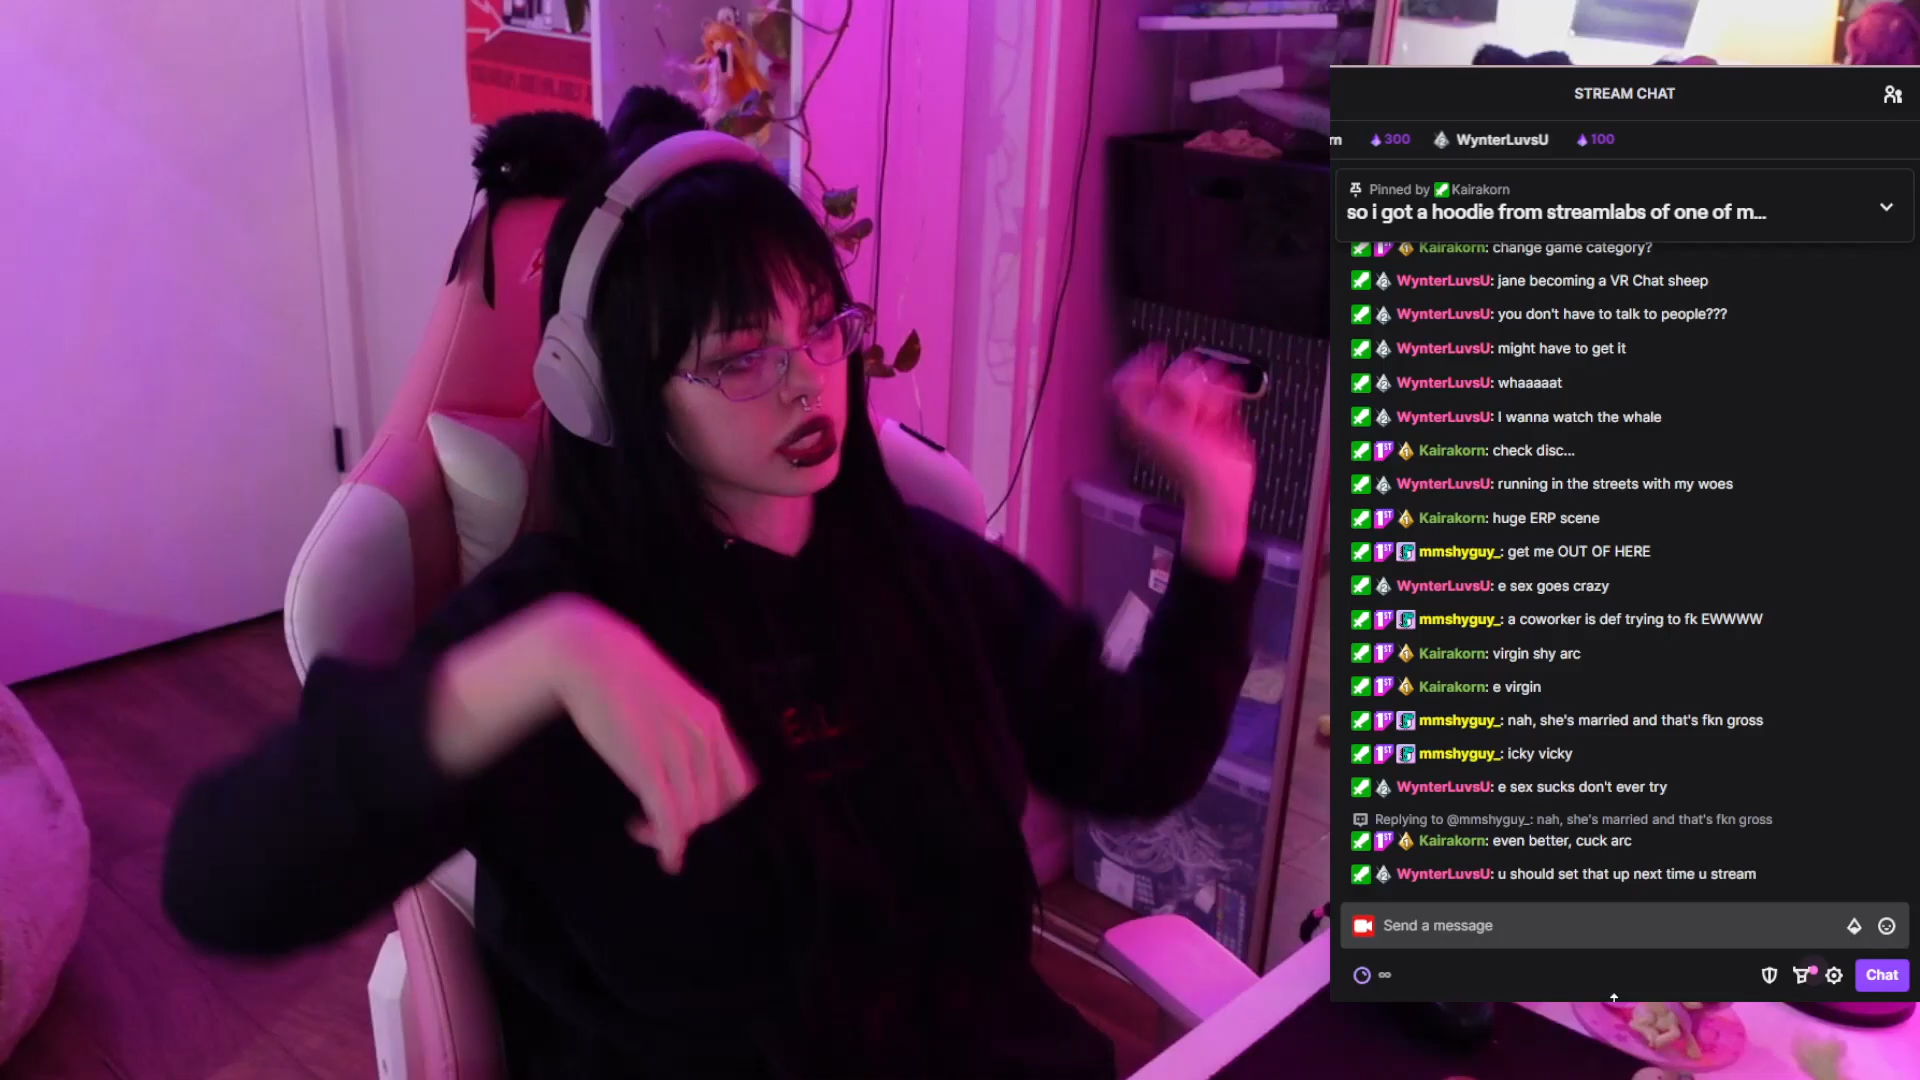 STREAM CHAT
rn 300 WynterLuvsU 100
Pinned by Kairakorn
so i got a hoodie from streamlabs of one of m...
Kairakorn: change game category?
WynterLuvsU: jane becoming a VR Chat sheep
WynterLuvsU: you don't have to talk to people???
WynterLuvsU: might have to get it
WynterLuvsU: whaaaaat
WynterLuvsU: I wanna watch the whale
Kairakorn: check disc...
WynterLuvsU: running in the streets with my woes
Kairakorn: huge ERP scene
mmshyguy_: get me OUT OF HERE
WynterLuvsU: e sex goes crazy
mmshyguy_: a coworker is def trying to fk EWWWW
Kairakorn: virgin shy arc
Kairakorn: e virgin
mmshyguy_: nah, she's married and that's fkn gross
mmshyguy_: icky vicky
WynterLuvsU: e sex sucks don't ever try
Replying to @mmshyguy_: nah, she's married and that's fkn gross
Kairakorn: even better, cuck arc
WynterLuvsU: u should set that up next time u stream
Send a message
Chat